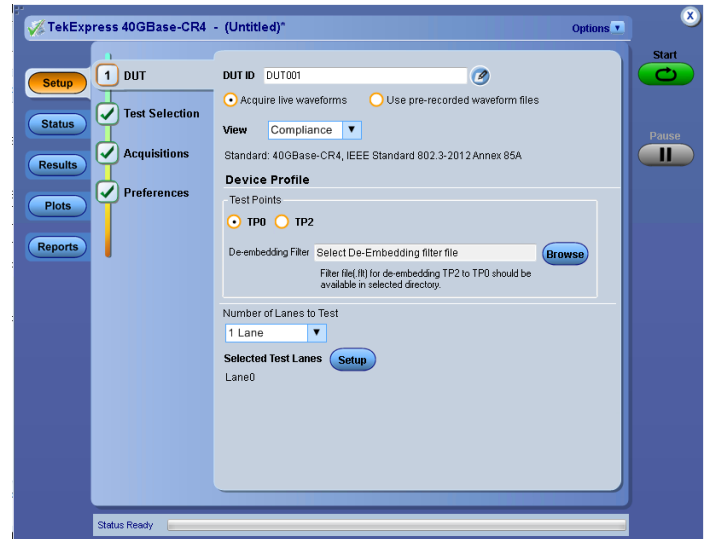 TekExpress 40GBase-CR4 - (Untitled)*
Options
x
Start
Pause
Setup
Status
Results
Plots
Reports
1 DUT
Test Selection
Acquisitions
Preferences
DUT ID DUT001
Acquire live waveforms Use pre-recorded waveform files
View Compliance
Standard: 40GBase-CR4, IEEE Standard 802.3-2012 Annex 85A
Device Profile
Test Points
TP0 TP2
De-embedding Filter Select De-Embedding filter file Browse
Filter file(.flt) for de-embedding TP2 to TP0 should be
available in selected directory.
Number of Lanes to Test
1 Lane
Selected Test Lanes Setup
Lane0
Status Ready